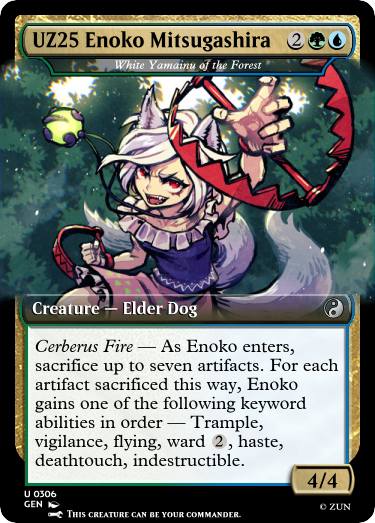 UZ25 Enoko Mitsugashira 2
White Yamainu of the Forest
Creature — Elder Dog
Cerberus Fire — As Enoko enters,
sacrifice up to seven artifacts. For each
artifact sacrificed this way, Enoko
gains one of the following keyword
abilities in order — Trample,
vigilance, flying, ward 2, haste,
deathtouch, indestructible.
4/4
U 0306
GEN
THIS CREATURE CAN BE YOUR COMMANDER.
© ZUN